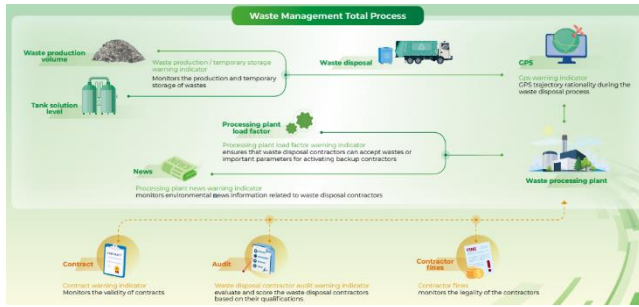 Waste Management Total Process
Waste production
volume
Waste production / temporary storage
warning indicator
Monitors the production and temporary
storage of wastes
Tank solution
level
Waste disposal
GPS
Gps warning indicator
GPS trajectory rationality during the
waste disposal process
Processing plant
load factor
Processing plant load factor warning indicator
ensures that waste disposal contractors can accept wastes or
important parameters for activating backup contractors
News
Processing plant news warning indicator
monitors environmental news information related to waste disposal contractors
Waste processing plant
Contract
Contract warning indicator
Monitors the validity of contracts
Audit
Waste disposal contractor audit warning indicator
evaluate and score the waste disposal contractors
based on their qualifications
Contractor
fines
FINE
Contractor fines
monitors the legality of the contractors